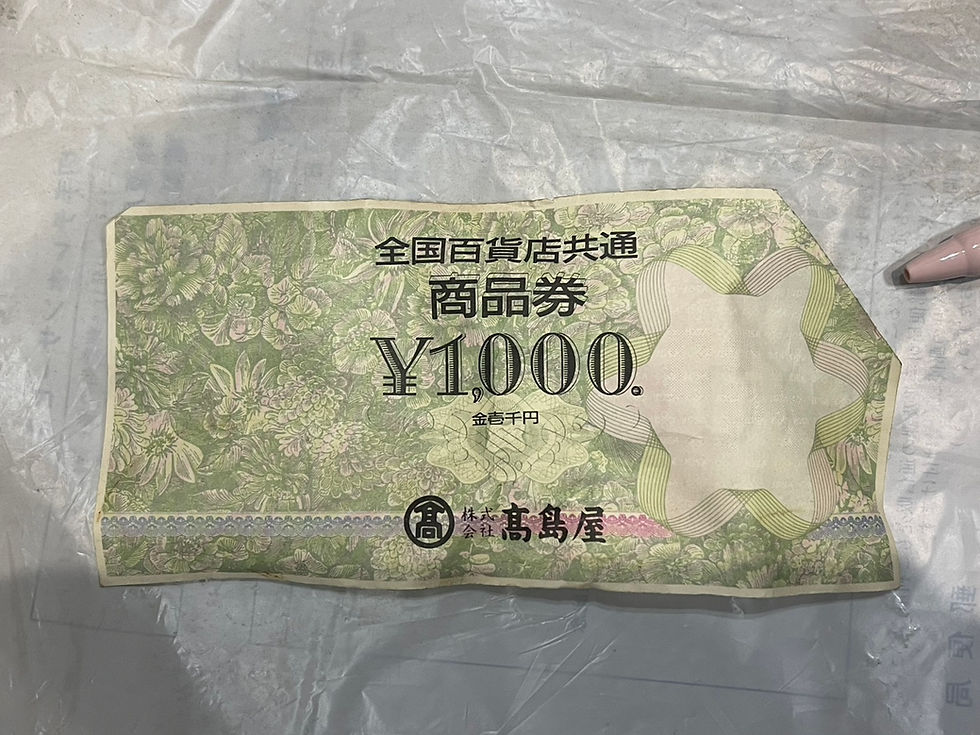 全国百貨店共通
商品券
¥1,000.
金壱千円
髙 株式会社 髙島屋